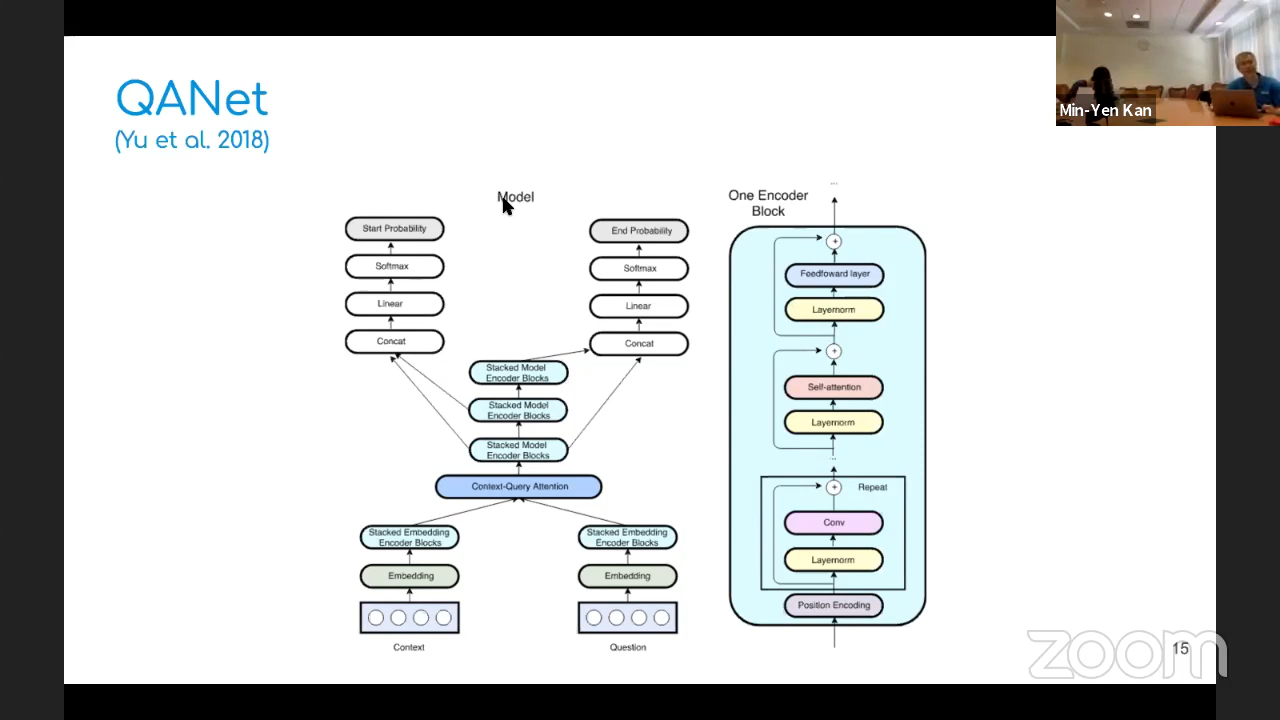 QANet
(Yu et al. 2018)
Min-Yen Kan
Model
Start Probability
Softmax
Linear
Concat
End Probability
Softmax
Linear
Concat
Stacked Model
Encoder Blocks
Stacked Model
Encoder Blocks
Stacked Model
Encoder Blocks
Context-Query Attention
Stacked Embedding
Encoder Blocks
Stacked Embedding
Encoder Blocks
Embedding
Embedding
Context
Question
One Encoder
Block
...
+
Feedfoward layer
Layernorm
+
Self-attention
Layernorm
...
+
Repeat
Conv
Layernorm
Position Encoding
zoom
15